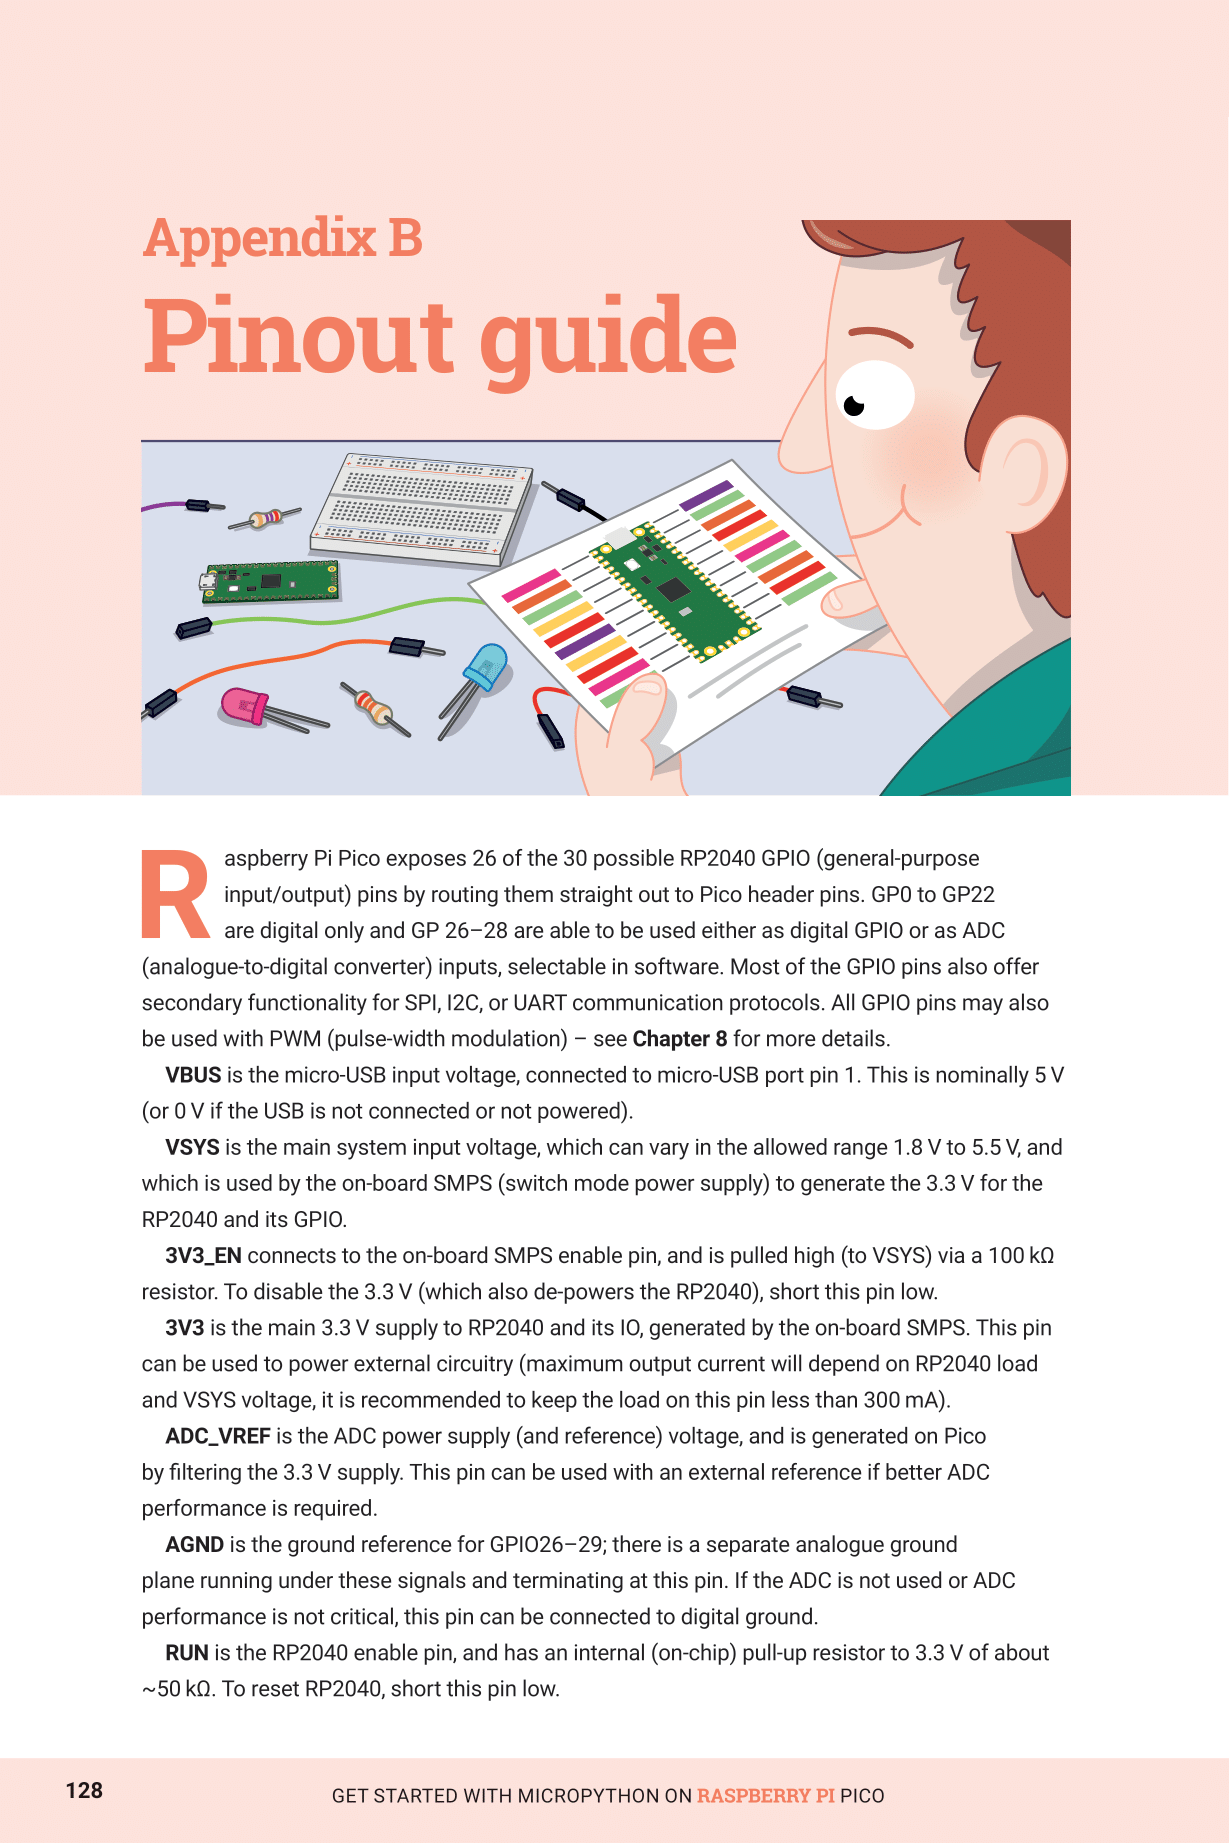 Appendix B
Pinout guide
Raspberry Pi Pico exposes 26 of the 30 possible RP2040 GPIO (general-purpose
input/output) pins by routing them straight out to Pico header pins. GP0 to GP22
are digital only and GP 26–28 are able to be used either as digital GPIO or as ADC
(analogue-to-digital converter) inputs, selectable in software. Most of the GPIO pins also offer
secondary functionality for SPI, I2C, or UART communication protocols. All GPIO pins may also
be used with PWM (pulse-width modulation) – see Chapter 8 for more details.
VBUS is the micro-USB input voltage, connected to micro-USB port pin 1. This is nominally 5 V
(or 0 V if the USB is not connected or not powered).
VSYS is the main system input voltage, which can vary in the allowed range 1.8 V to 5.5 V, and
which is used by the on-board SMPS (switch mode power supply) to generate the 3.3 V for the
RP2040 and its GPIO.
3V3_EN connects to the on-board SMPS enable pin, and is pulled high (to VSYS) via a 100 kΩ
resistor. To disable the 3.3 V (which also de-powers the RP2040), short this pin low.
3V3 is the main 3.3 V supply to RP2040 and its IO, generated by the on-board SMPS. This pin
can be used to power external circuitry (maximum output current will depend on RP2040 load
and VSYS voltage, it is recommended to keep the load on this pin less than 300 mA).
ADC_VREF is the ADC power supply (and reference) voltage, and is generated on Pico
by filtering the 3.3 V supply. This pin can be used with an external reference if better ADC
performance is required.
AGND is the ground reference for GPIO26–29; there is a separate analogue ground
plane running under these signals and terminating at this pin. If the ADC is not used or ADC
performance is not critical, this pin can be connected to digital ground.
RUN is the RP2040 enable pin, and has an internal (on-chip) pull-up resistor to 3.3 V of about
~50 kΩ. To reset RP2040, short this pin low.
128
GET STARTED WITH MICROPYTHON ON RASPBERRY PI PICO